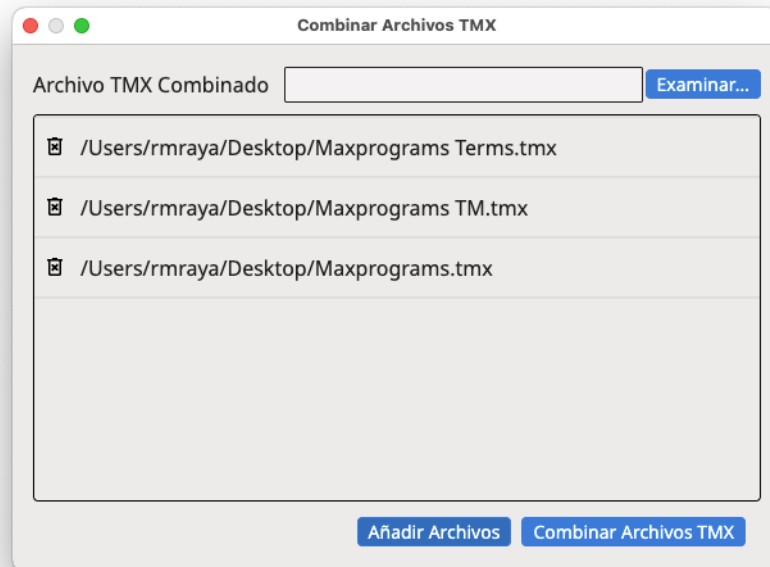 Combinar Archivos TMX
Archivo TMX Combinado Examinar...
/Users/rmraya/Desktop/Maxprograms Terms.tmx
/Users/rmraya/Desktop/Maxprograms TM.tmx
/Users/rmraya/Desktop/Maxprograms.tmx
Añadir Archivos Combinar Archivos TMX